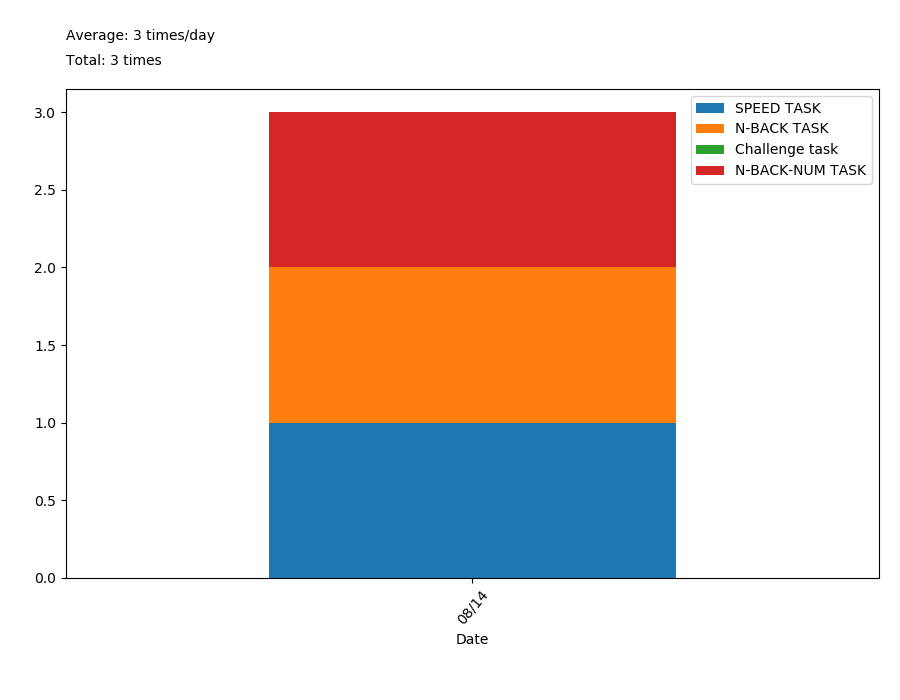 Average: 3 times/day
Total: 3 times
3.0
2.5
2.0
1.5
1.0
0.5
0.0
SPEED TASK
N-BACK TASK
Challenge task
N-BACK-NUM TASK
08/14
Date